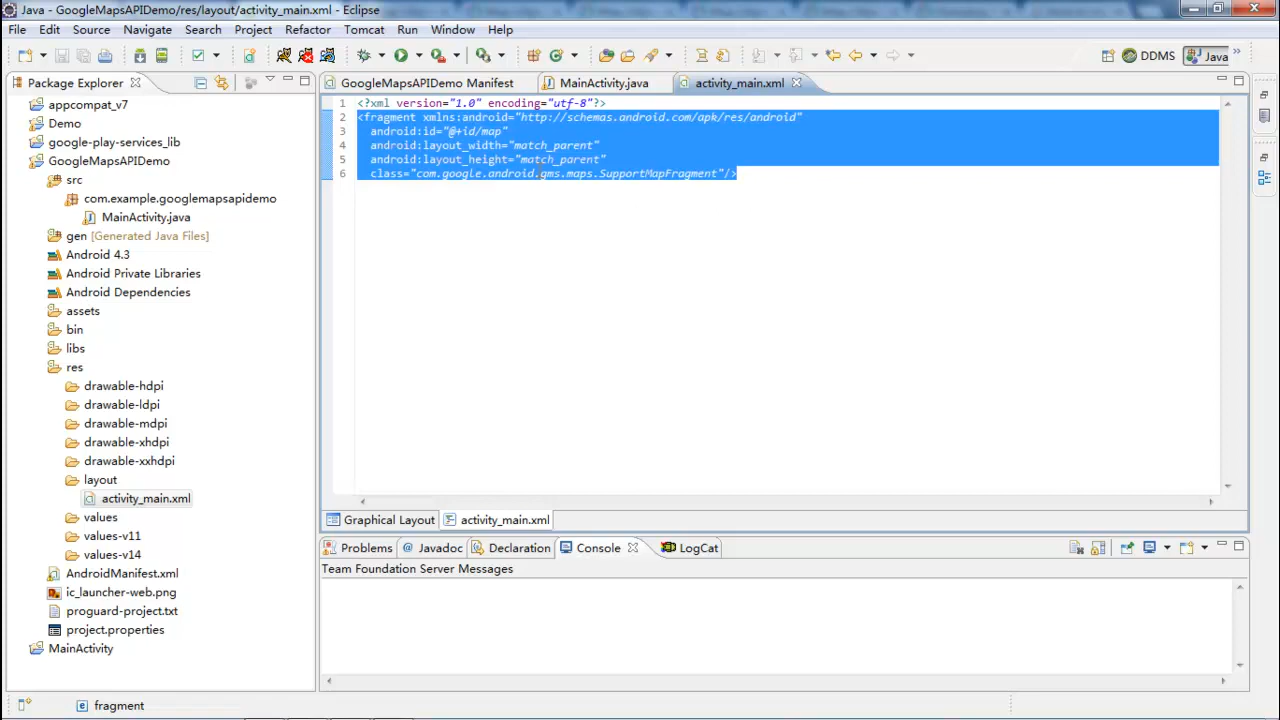 Java - GoogleMapsAPIDemo/res/layout/activity_main.xml - Eclipse
File Edit Source Navigate Search Project Refactor Tomcat Run Window Help
DDMS Java
Package Explorer
appcompat_v7
Demo
google-play-services_lib
GoogleMapsAPIDemo
src
com.example.googlemapsapidemo
MainActivity.java
gen [Generated Java Files]
Android 4.3
Android Private Libraries
Android Dependencies
assets
bin
libs
res
drawable-hdpi
drawable-ldpi
drawable-mdpi
drawable-xhdpi
drawable-xxhdpi
layout
activity_main.xml
values
values-v11
values-v14
AndroidManifest.xml
ic_launcher-web.png
proguard-project.txt
project.properties
MainActivity
GoogleMapsAPIDemo Manifest MainActivity.java activity_main.xml
1 <?xml version="1.0" encoding="utf-8"?>
2 <fragment xmlns:android="http://schemas.android.com/apk/res/android"
3 android:id="@+id/map"
4 android:layout_width="match_parent"
5 android:layout_height="match_parent"
6 class="com.google.android.gms.maps.SupportMapFragment"/>
Graphical Layout activity_main.xml
Problems Javadoc Declaration Console LogCat
Team Foundation Server Messages
fragment